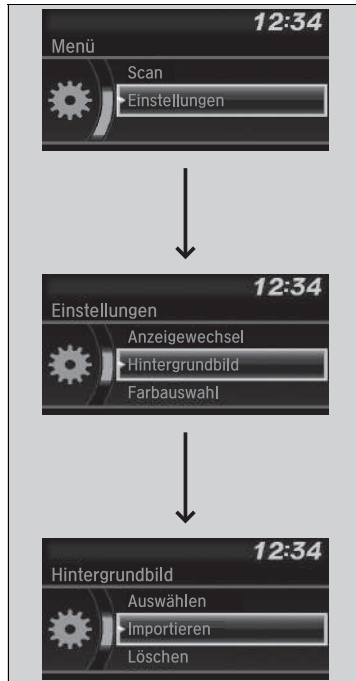 12:34
Menü
Scan
Einstellungen
12:34
Einstellungen
Anzeigewechsel
Hintergrundbild
Farbauswahl
12:34
Hintergrundbild
Auswählen
Importieren
Löschen